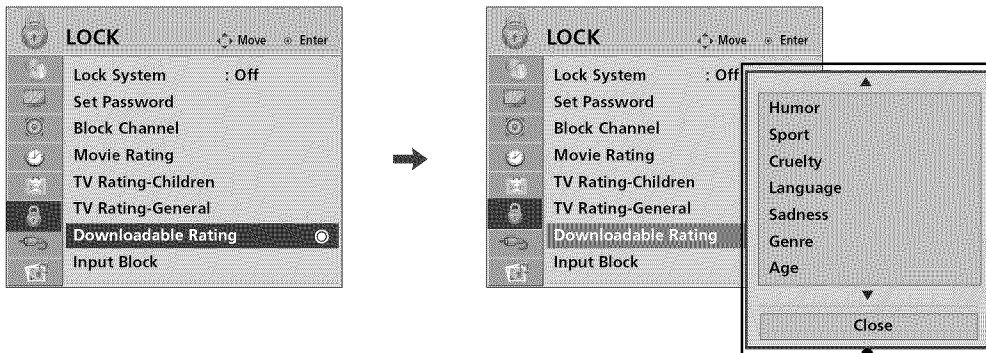 LOCK
Move Enter
Lock System : Off
Set Password
Block Channel
Movie Rating
TV Rating-Children
TV Rating-General
Downloadable Rating
Input Block
LOCK
Move Enter
Lock System : Off
Set Password
Block Channel
Movie Rating
TV Rating-Children
TV Rating-General
Downloadable Rating
Input Block
Humor
Sport
Cruelty
Language
Sadness
Genre
Age
Close